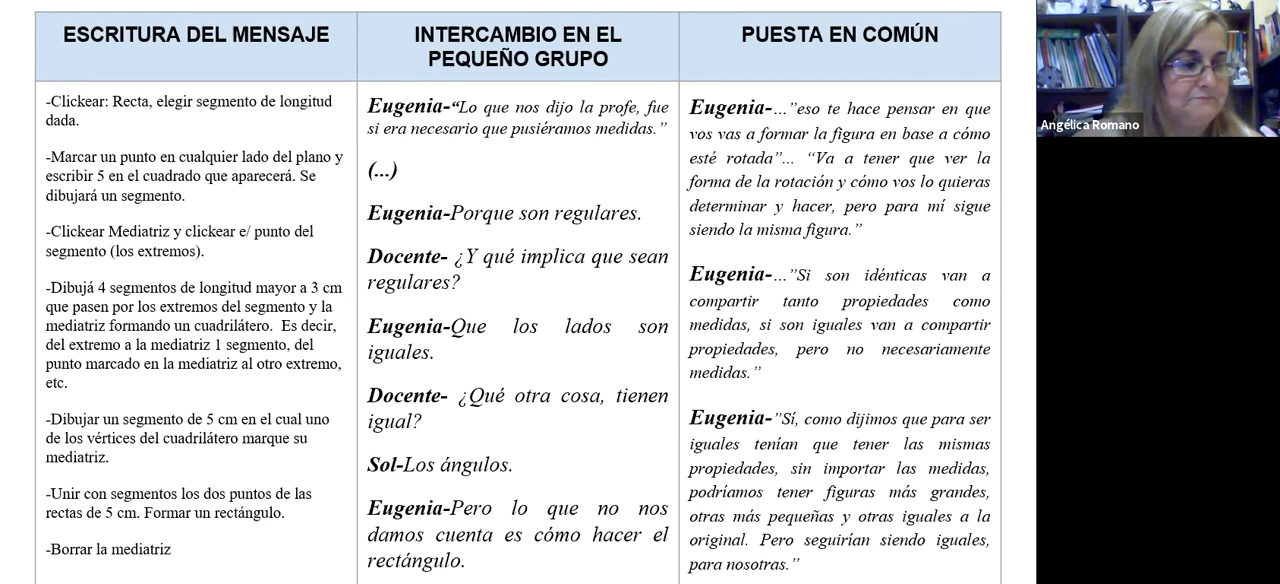 ESCRITURA DEL MENSAJE
-Clickear: Recta, elegir segmento de longitud
dada.
-Marcar un punto en cualquier lado del plano y
escribir 5 en el cuadrado que aparecerá. Se
dibujará un segmento.
-Clickear Mediatriz y clickear e/ punto del
segmento (los extremos).
-Dibujá 4 segmentos de longitud mayor a 3 cm
que pasen por los extremos del segmento y la
mediatriz formando un cuadrilátero. Es decir,
del extremo a la mediatriz 1 segmento, del
punto marcado en la mediatriz al otro extremo,
etc.
-Dibujar un segmento de 5 cm en el cual uno
de los vértices del cuadrilátero marque su
mediatriz.
-Unir con segmentos los dos puntos de las
rectas de 5 cm. Formar un rectángulo.
-Borrar la mediatriz
INTERCAMBIO EN EL
PEQUEÑO GRUPO
Eugenia-“Lo que nos dijo la profe, fue
si era necesario que pusiéramos medidas.”
(...)
Eugenia-Porque son regulares.
Docente- ¿Y qué implica que sean
regulares?
Eugenia-Que los lados son
iguales.
Docente- ¿Qué otra cosa, tienen
igual?
Sol-Los ángulos.
Eugenia-Pero lo que no nos
damos cuenta es cómo hacer el
rectángulo.
PUESTA EN COMÚN
Eugenia-...”eso te hace pensar en que
vos vas a formar la figura en base a cómo
esté rotada”... “Va a tener que ver la
forma de la rotación y cómo vos lo quieras
determinar y hacer, pero para mí sigue
siendo la misma figura.”
Eugenia-...”Si son idénticas van a
compartir tanto propiedades como
medidas, si son iguales van a compartir
propiedades, pero no necesariamente
medidas.”
Eugenia-”Sí, como dijimos que para ser
iguales tenían que tener las mismas
propiedades, sin importar las medidas,
podríamos tener figuras más grandes,
otras más pequeñas y otras iguales a la
original. Pero seguirían siendo iguales,
para nosotras.”
Angélica Romano